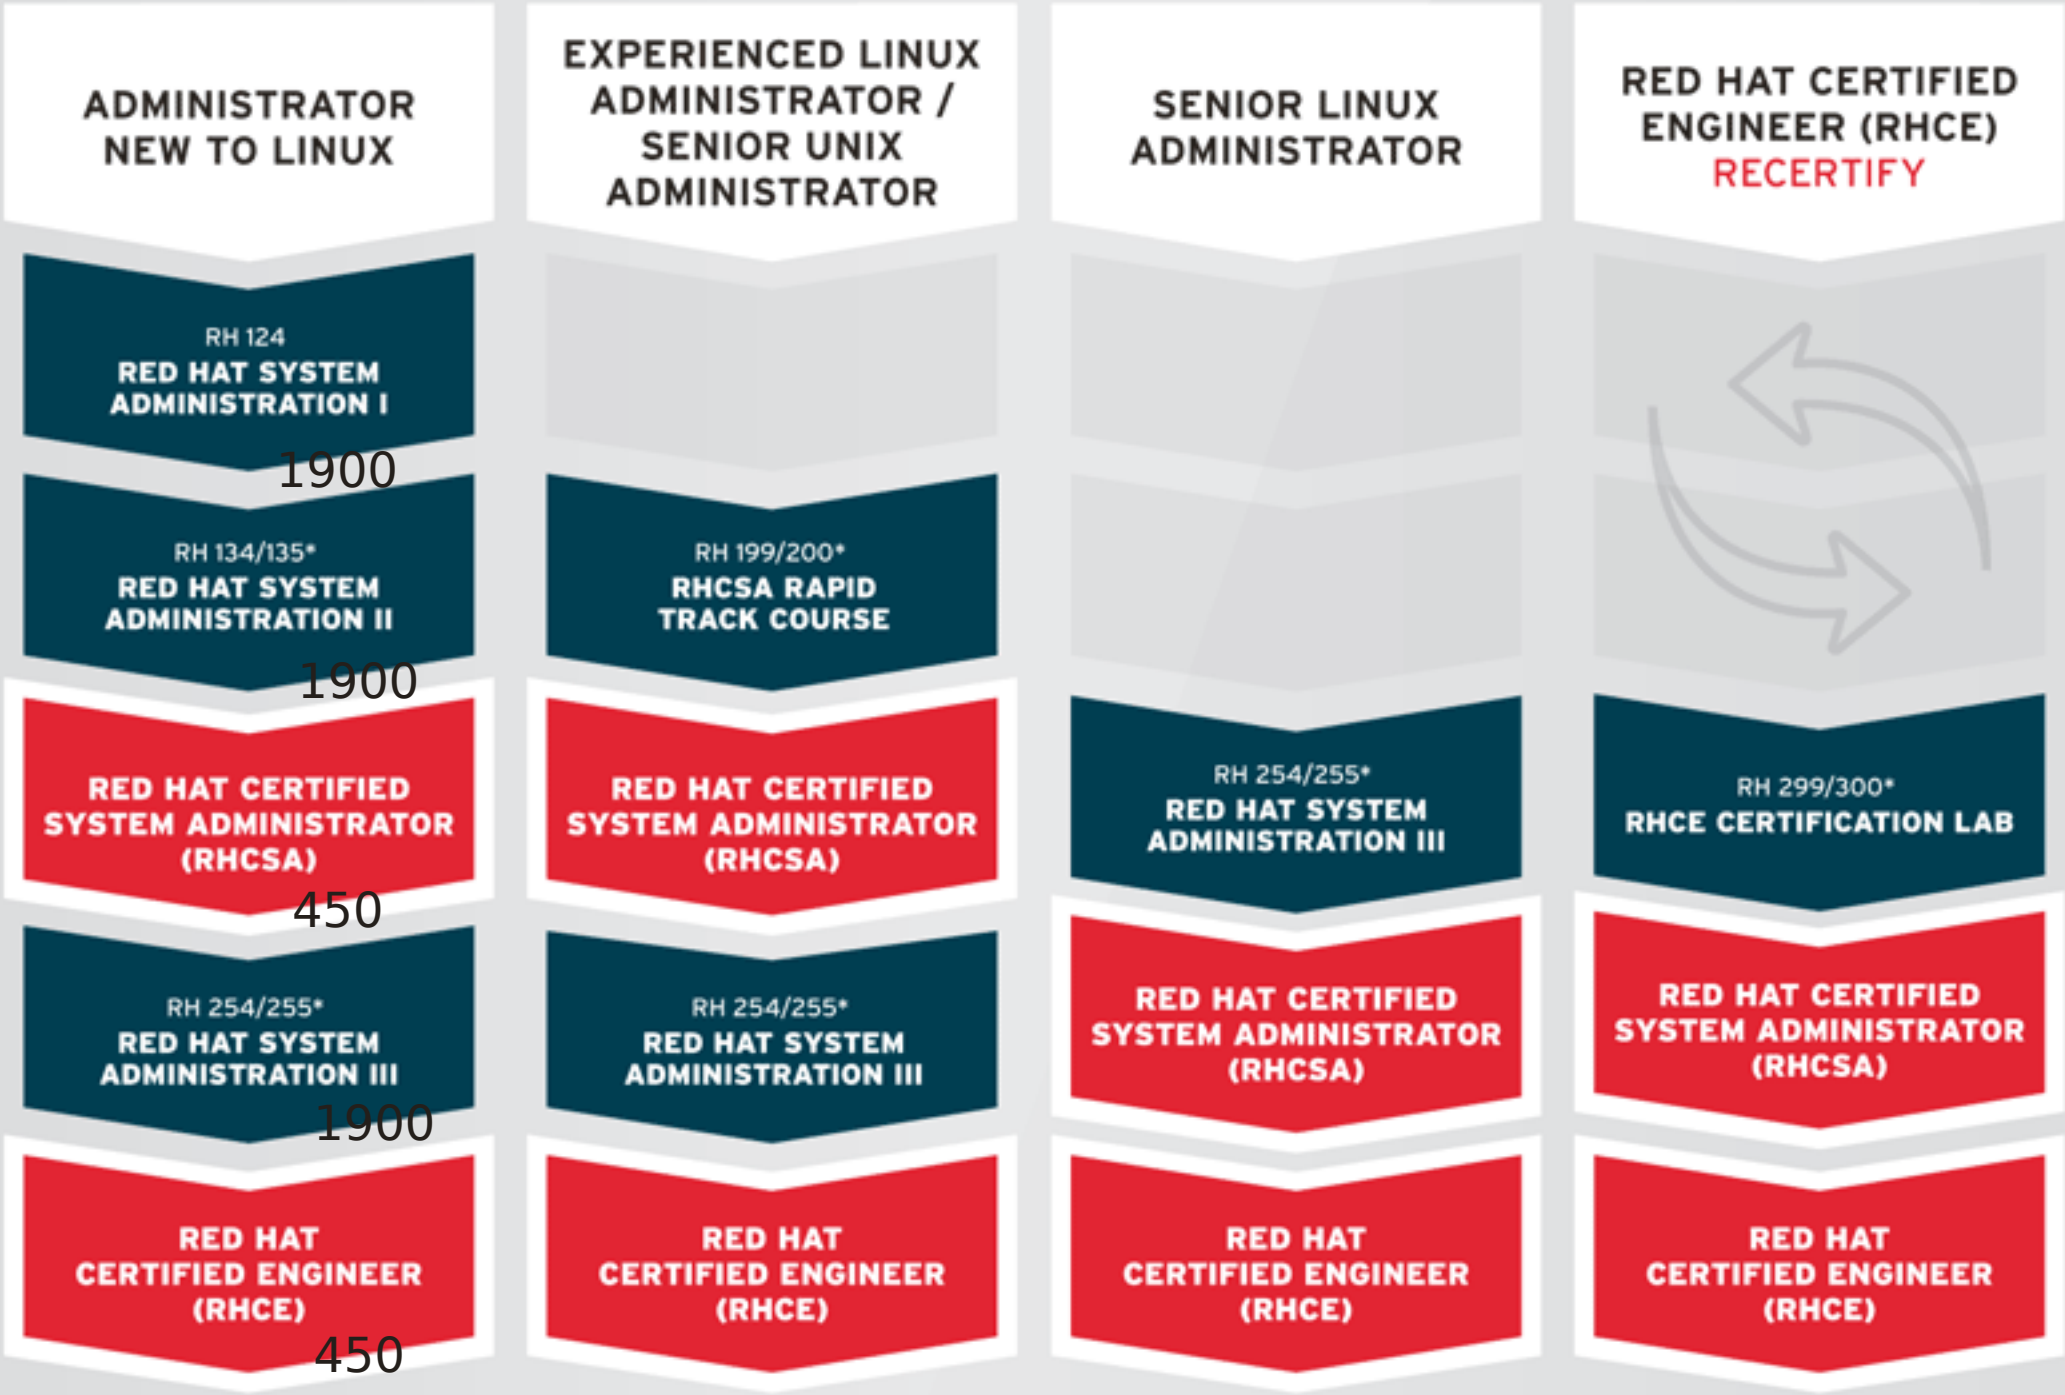 ADMINISTRATOR
NEW TO LINUX
RH 124
RED HAT SYSTEM
ADMINISTRATION I
1900
RH 134/135*
RED HAT SYSTEM
ADMINISTRATION II
1900
RED HAT CERTIFIED
SYSTEM ADMINISTRATOR
(RHCSA)
450
RH 254/255*
RED HAT SYSTEM
ADMINISTRATION III
1900
RED HAT
CERTIFIED ENGINEER
(RHCE)
450
EXPERIENCED LINUX
ADMINISTRATOR /
SENIOR UNIX
ADMINISTRATOR
RH 199/200*
RHCSA RAPID
TRACK COURSE
RED HAT CERTIFIED
SYSTEM ADMINISTRATOR
(RHCSA)
RH 254/255*
RED HAT SYSTEM
ADMINISTRATION III
RED HAT
CERTIFIED ENGINEER
(RHCE)
SENIOR LINUX
ADMINISTRATOR
RH 254/255*
RED HAT SYSTEM
ADMINISTRATION III
RED HAT CERTIFIED
SYSTEM ADMINISTRATOR
(RHCSA)
RED HAT
CERTIFIED ENGINEER
(RHCE)
RED HAT CERTIFIED
ENGINEER (RHCE)
RECERTIFY
RH 299/300*
RHCE CERTIFICATION LAB
RED HAT CERTIFIED
SYSTEM ADMINISTRATOR
(RHCSA)
RED HAT
CERTIFIED ENGINEER
(RHCE)